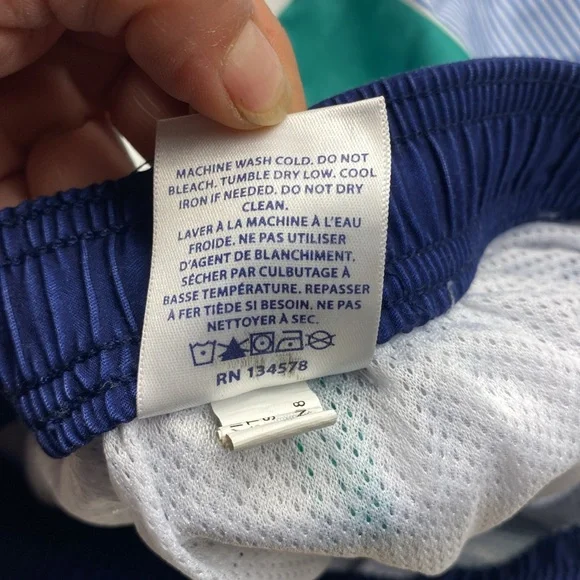 MACHINE WASH COLD. DO NOT
BLEACH. TUMBLE DRY LOW. COOL
IRON IF NEEDED. DO NOT DRY
CLEAN.
LAVER À LA MACHINE À L'EAU
FROIDE. NE PAS UTILISER
D'AGENT DE BLANCHIMENT.
SÉCHER PAR CULBUTAGE À
BASSE TEMPÉRATURE. REPASSER
À FER TIÈDE SI BESOIN. NE PAS
NETTOYER À SEC.
RN 134578